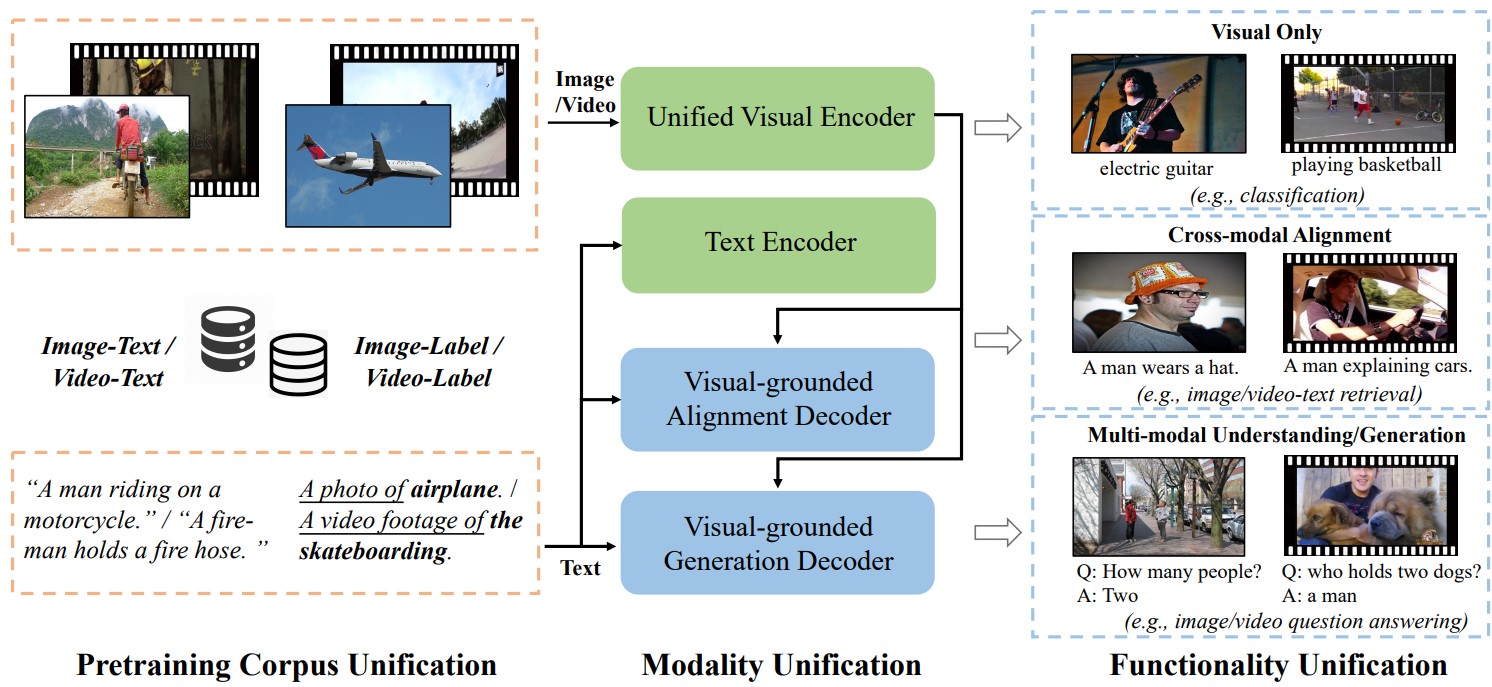 Image
/Video
Image-Text /
Video-Text
Image-Label /
Video-Label
“A man riding on a
motorcycle.” / “A fire-
man holds a fire hose. ”
A photo of airplane. /
A video footage of the
skateboarding.
Text
Pretraining Corpus Unification
Unified Visual Encoder
Text Encoder
Visual-grounded
Alignment Decoder
Visual-grounded
Generation Decoder
Modality Unification
Visual Only
electric guitar
playing basketball
(e.g., classification)
Cross-modal Alignment
A man wears a hat.
A man explaining cars.
(e.g., image/video-text retrieval)
Multi-modal Understanding/Generation
Q: How many people?
A: Two
Q: who holds two dogs?
A: a man
(e.g., image/video question answering)
Functionality Unification